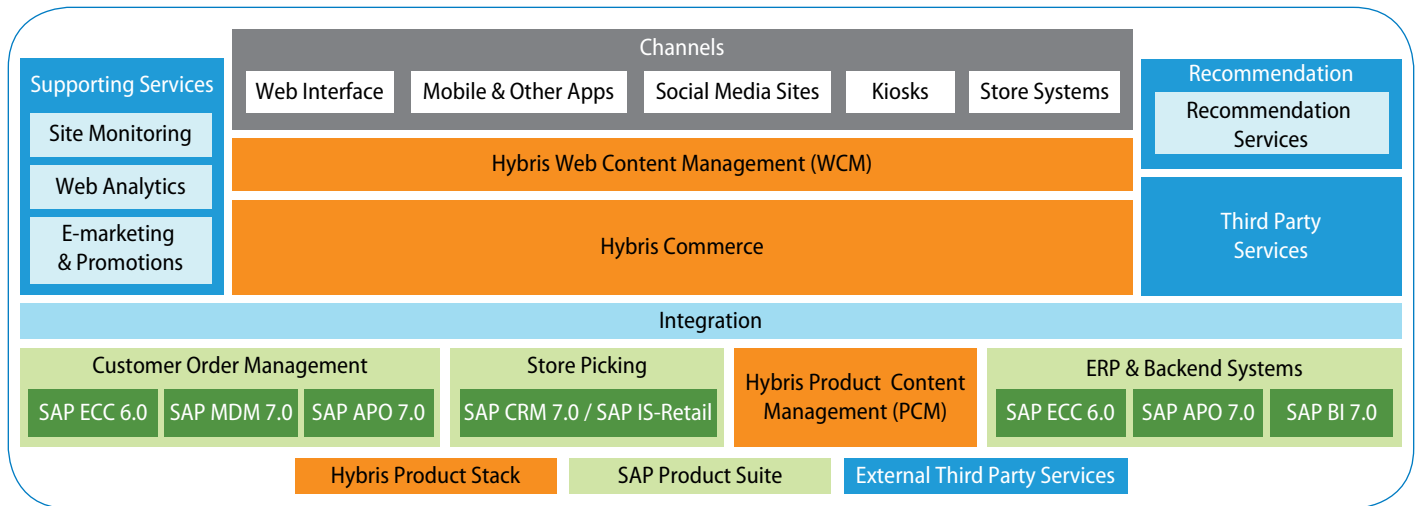 Channels
Web Interface
Mobile & Other Apps
Social Media Sites
Kiosks
Store Systems
Supporting Services
Site Monitoring
Web Analytics
E-marketing
& Promotions
Hybris Web Content Management (WCM)
Hybris Commerce
Recommendation
Recommendation
Services
Third Party
Services
Integration
Customer Order Management
SAP ECC 6.0
SAP MDM 7.0
SAP APO 7.0
Store Picking
SAP CRM 7.0 / SAP IS-Retail
Hybris Product Content
Management (PCM)
ERP & Backend Systems
SAP ECC 6.0
SAP APO 7.0
SAP BI 7.0
Hybris Product Stack
SAP Product Suite
External Third Party Services